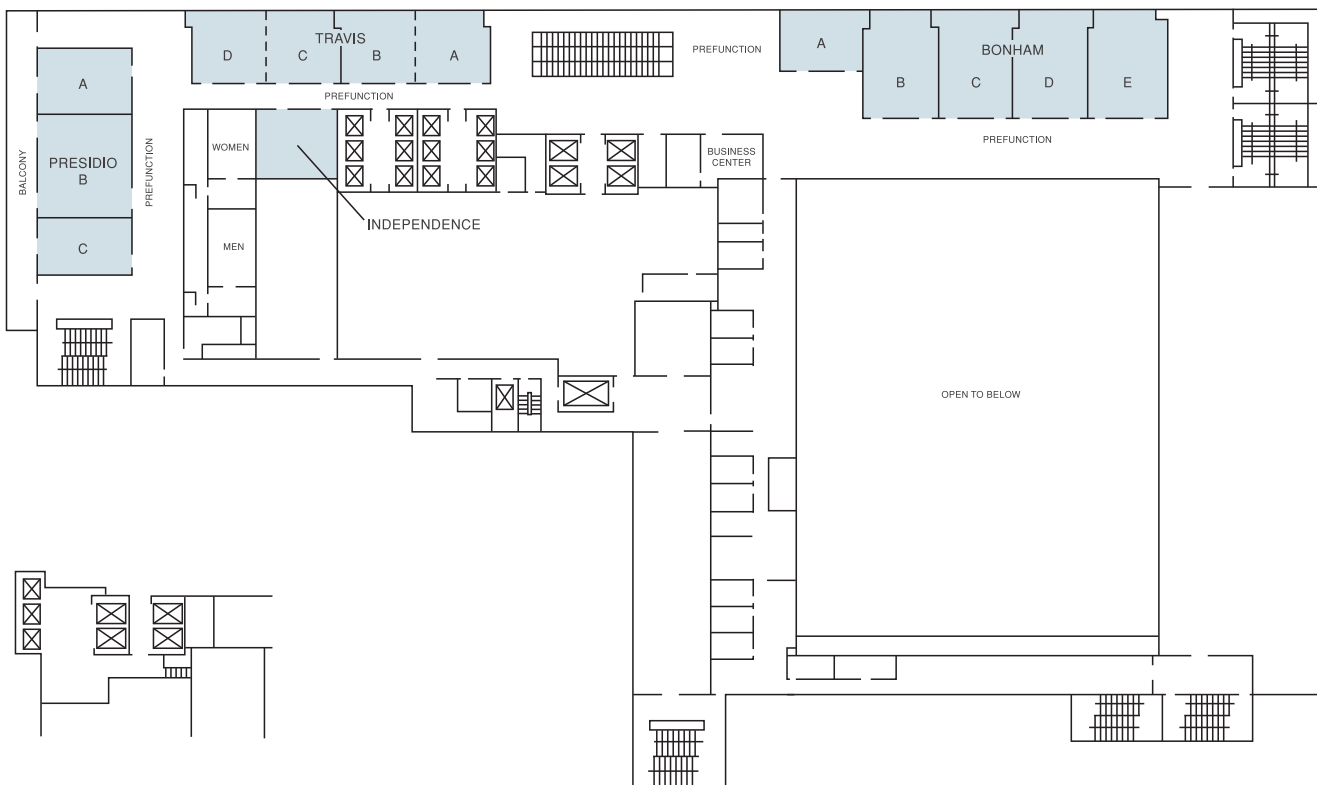 TRAVIS
D
C
B
A
PREFUNCTION
PREFUNCTION
A
BONHAM
B
C
D
E
PREFUNCTION
A
PRESIDIO
B
C
BALCONY
PREFUNCTION
WOMEN
MEN
INDEPENDENCE
BUSINESS
CENTER
OPEN TO BELOW